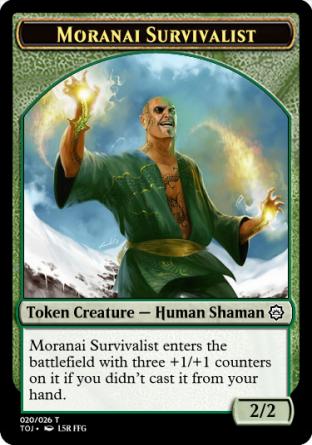 MORANAI SURVIVALIST
Token Creature — Human Shaman
Moranai Survivalist enters the
battlefield with three +1/+1 counters
on it if you didn't cast it from your
hand.
2/2
020/026 T
TOJ • LSR FFG